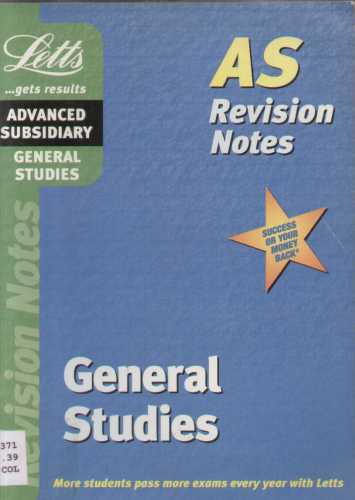 Letts
...gets results
ADVANCED
SUBSIDIARY
GENERAL
STUDIES
AS
Revision
Notes
SUCCESS
OR YOUR
MONEY
BACK*
Revision Notes
General
Studies
371
.39
COL
More students pass more exams every year with Letts